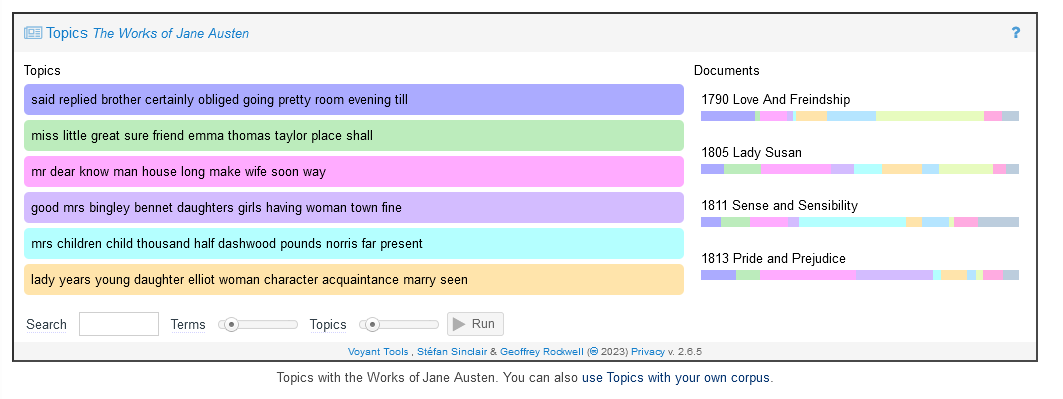 Topics The Works of Jane Austen ?
Topics
said replied brother certainly obliged going pretty room evening till
miss little great sure friend emma thomas taylor place shall
mr dear know man house long make wife soon way
good mrs bingley bennet daughters girls having woman town fine
mrs children child thousand half dashwood pounds norris far present
lady years young daughter elliot woman character acquaintance marry seen
Documents
1790 Love And Freindship
1805 Lady Susan
1811 Sense and Sensibility
1813 Pride and Prejudice
Search Terms Topics Run
Voyant Tools , Stéfan Sinclair & Geoffrey Rockwell (🅭 2023) Privacy v. 2.6.5
Topics with the Works of Jane Austen. You can also use Topics with your own corpus.